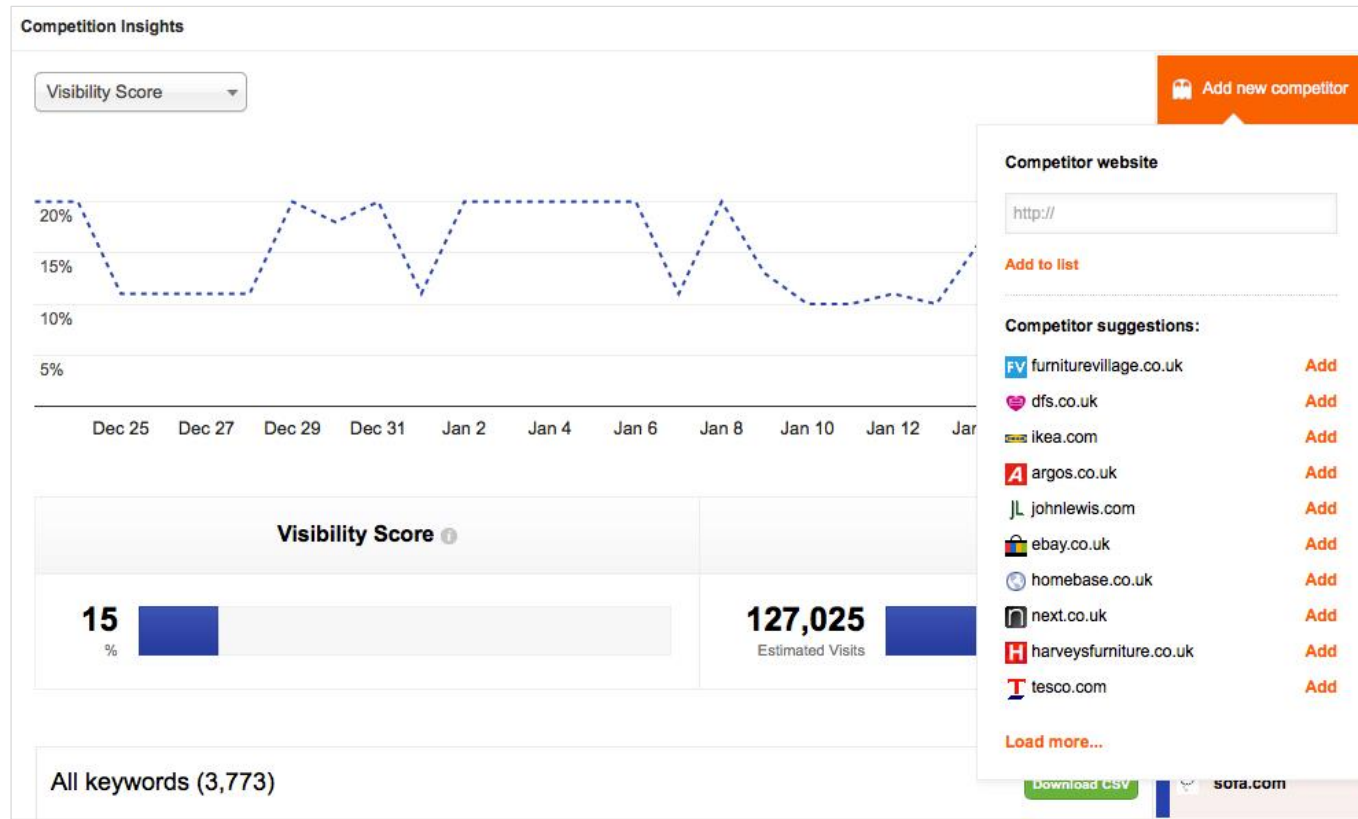 Competition Insights
Visibility Score
Add new competitor
Competitor website
http://
Add to list
Competitor suggestions:
FV furniturevillage.co.uk Add
dfs.co.uk Add
ikea.com Add
A argos.co.uk Add
JL johnlewis.com Add
ebay.co.uk Add
homebase.co.uk Add
n next.co.uk Add
H harveysfurniture.co.uk Add
T tesco.com Add
Load more...
20%
15%
10%
5%
Dec 25 Dec 27 Dec 29 Dec 31 Jan 2 Jan 4 Jan 6 Jan 8 Jan 10 Jan 12 Jan
Visibility Score
15
%
127,025
Estimated Visits
All keywords (3,773)
Download CSV
sofa.com